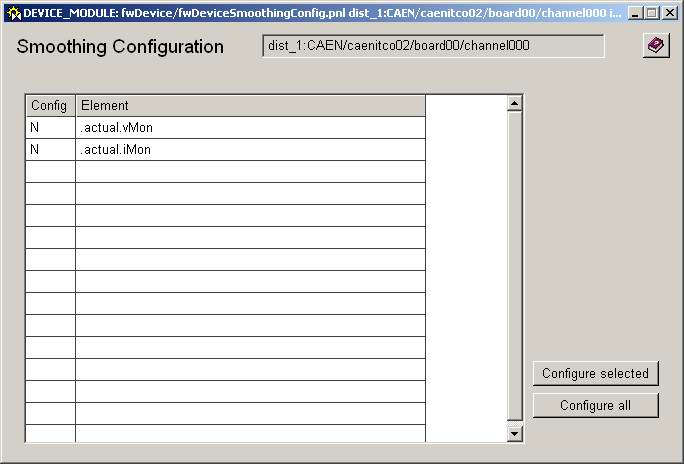 DEVICE_MODULE: fwDevice/fwDeviceSmoothingConfig.pnl dist_1:CAEN/caenitco02/board00/channel000 i...
Smoothing Configuration dist_1:CAEN/caenitco02/board00/channel000
Config Element
N .actual.vMon
N .actual.iMon
Configure selected
Configure all